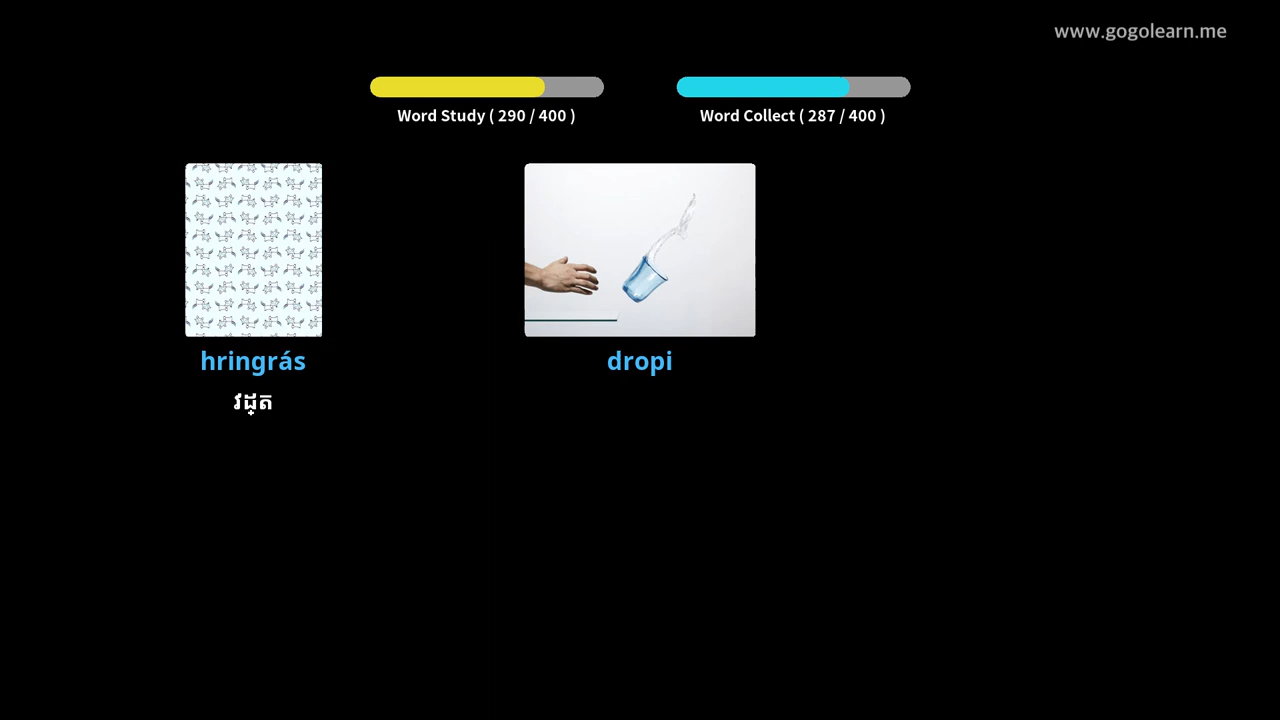 www.gogolearn.me
Word Study ( 290 / 400 )
Word Collect ( 287 / 400 )
hringrás
dropi
វដ្ត